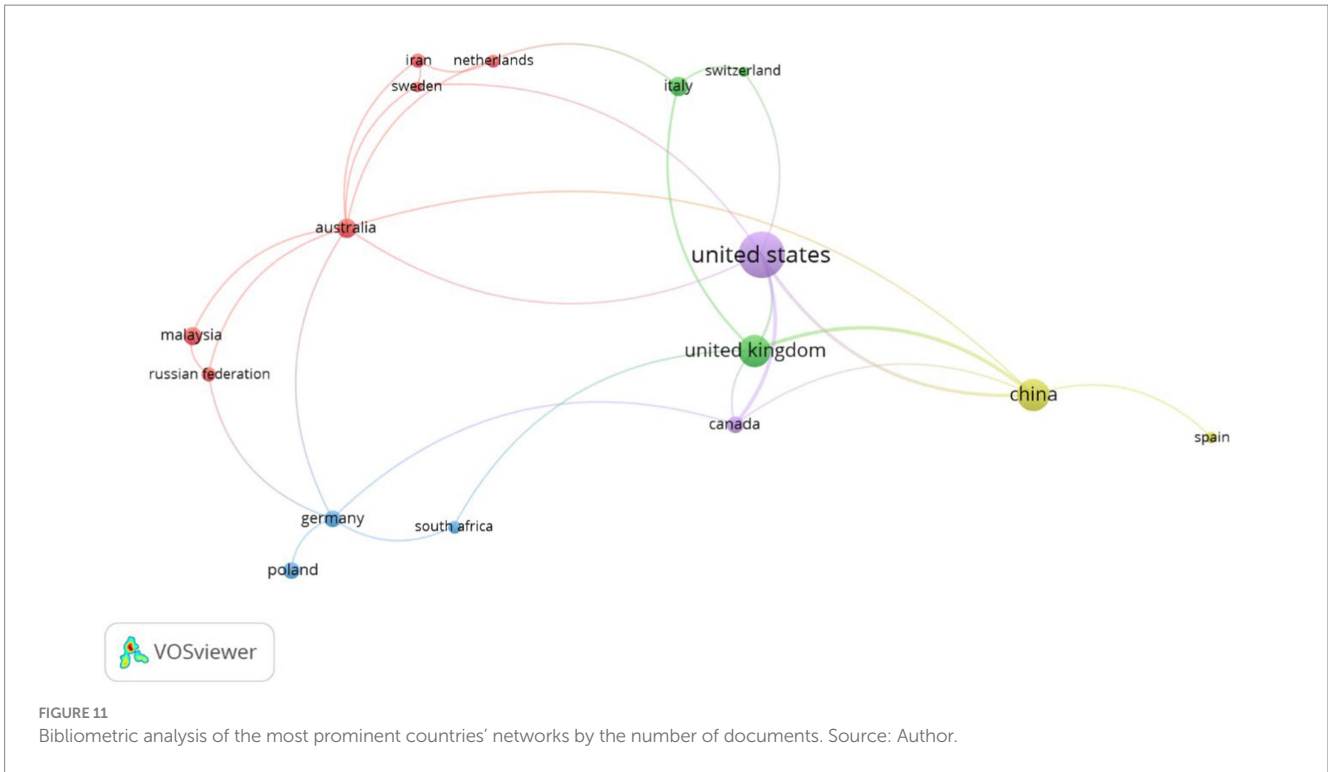 iran
netherlands
sweden
italy
switzerland
australia
united states
malaysia
united kingdom
russian federation
china
canada
spain
germany
south africa
poland
VOSviewer
FIGURE 11
Bibliometric analysis of the most prominent countries’ networks by the number of documents. Source: Author.